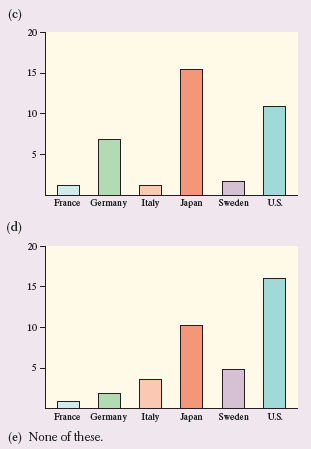 (c)
20
15
10
5
France Germany Italy Japan Sweden U.S.
(d)
20
15
10
5
France Germany Italy Japan Sweden U.S.
(e) None of these.